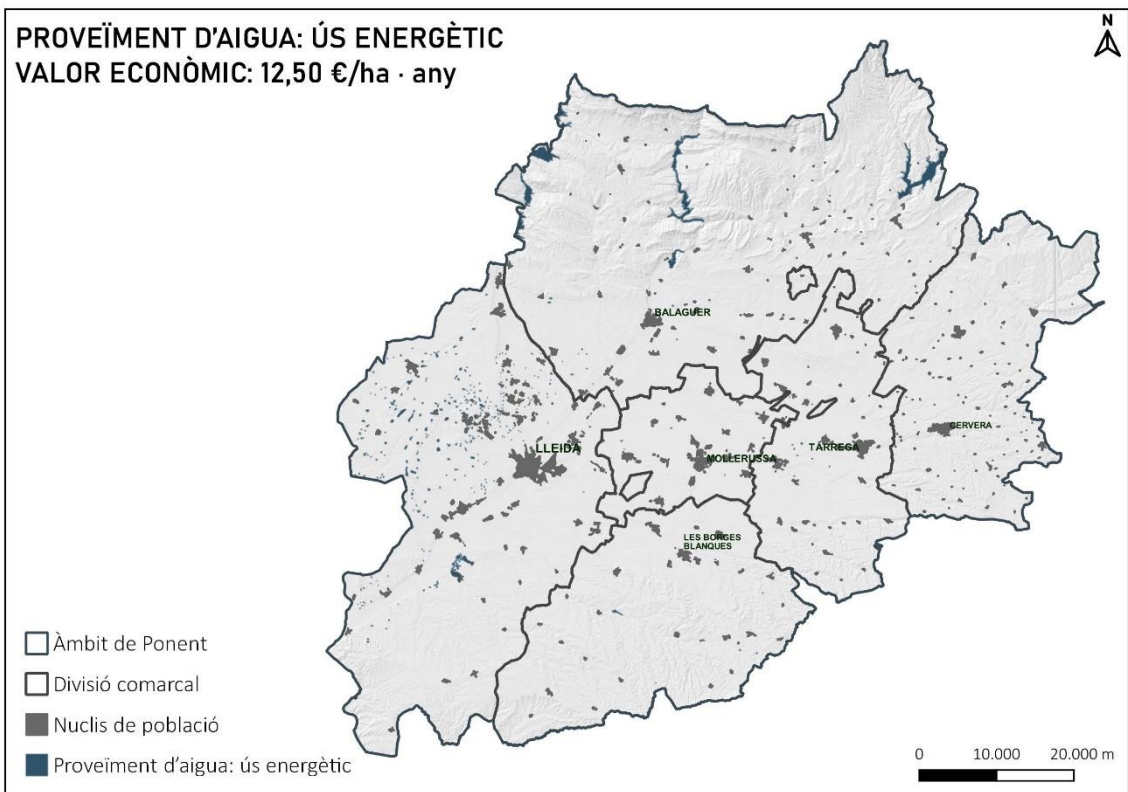 PROVEÏMENT D'AIGUA: ÚS ENERGÈTIC
VALOR ECONÒMIC: 12,50 €/ha · any
N
BALAGUER
LLEIDA
MOLLERUSSA
TÀRREGA
CERVERA
LES BORGES
BLANQUES
Àmbit de Ponent
Divisió comarcal
Nuclis de població
Proveïment d'aigua: ús energètic
0 10.000 20.000 m